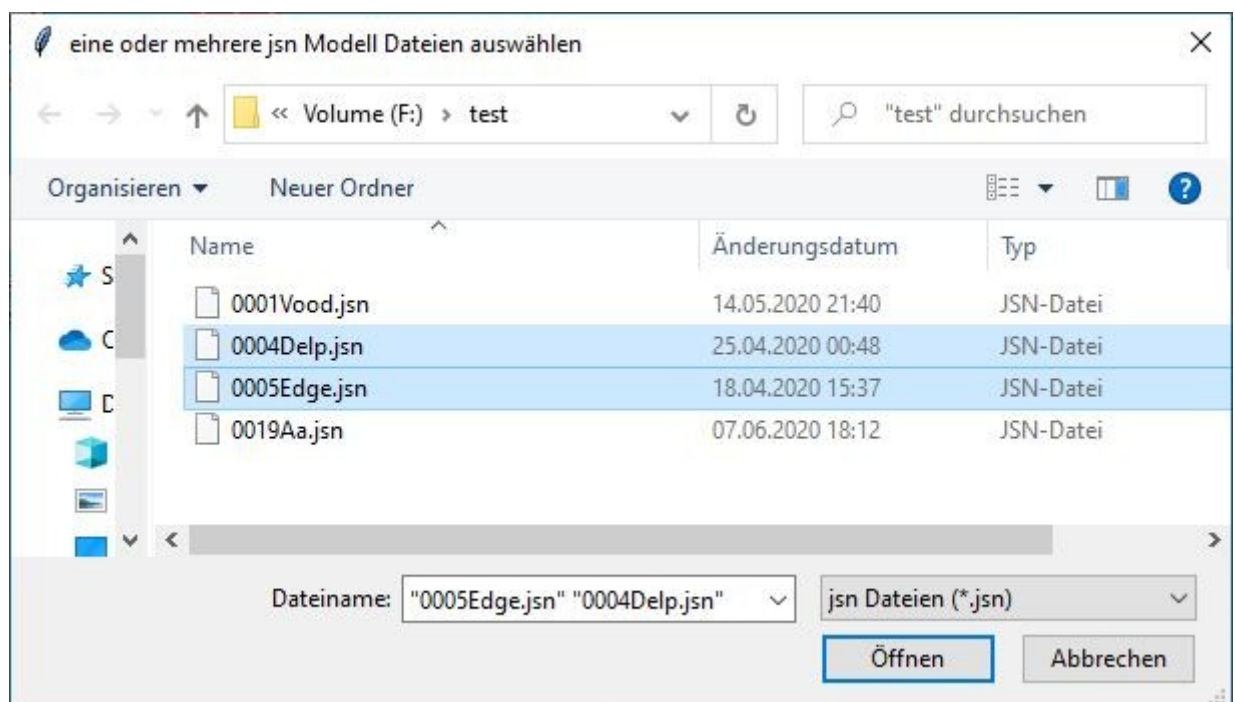 eine oder mehrere jsn Modell Dateien auswählen
« Volume (F:) › test
"test" durchsuchen
Organisieren Neuer Ordner
Name Änderungsdatum Typ
S
0001Vood.jsn 14.05.2020 21:40 JSN-Datei
0004Delp.jsn 25.04.2020 00:48 JSN-Datei
0005Edge.jsn 18.04.2020 15:37 JSN-Datei
0019Aa.jsn 07.06.2020 18:12 JSN-Datei
Dateiname: "0005Edge.jsn" "0004Delp.jsn" jsn Dateien (*.jsn)
Öffnen Abbrechen